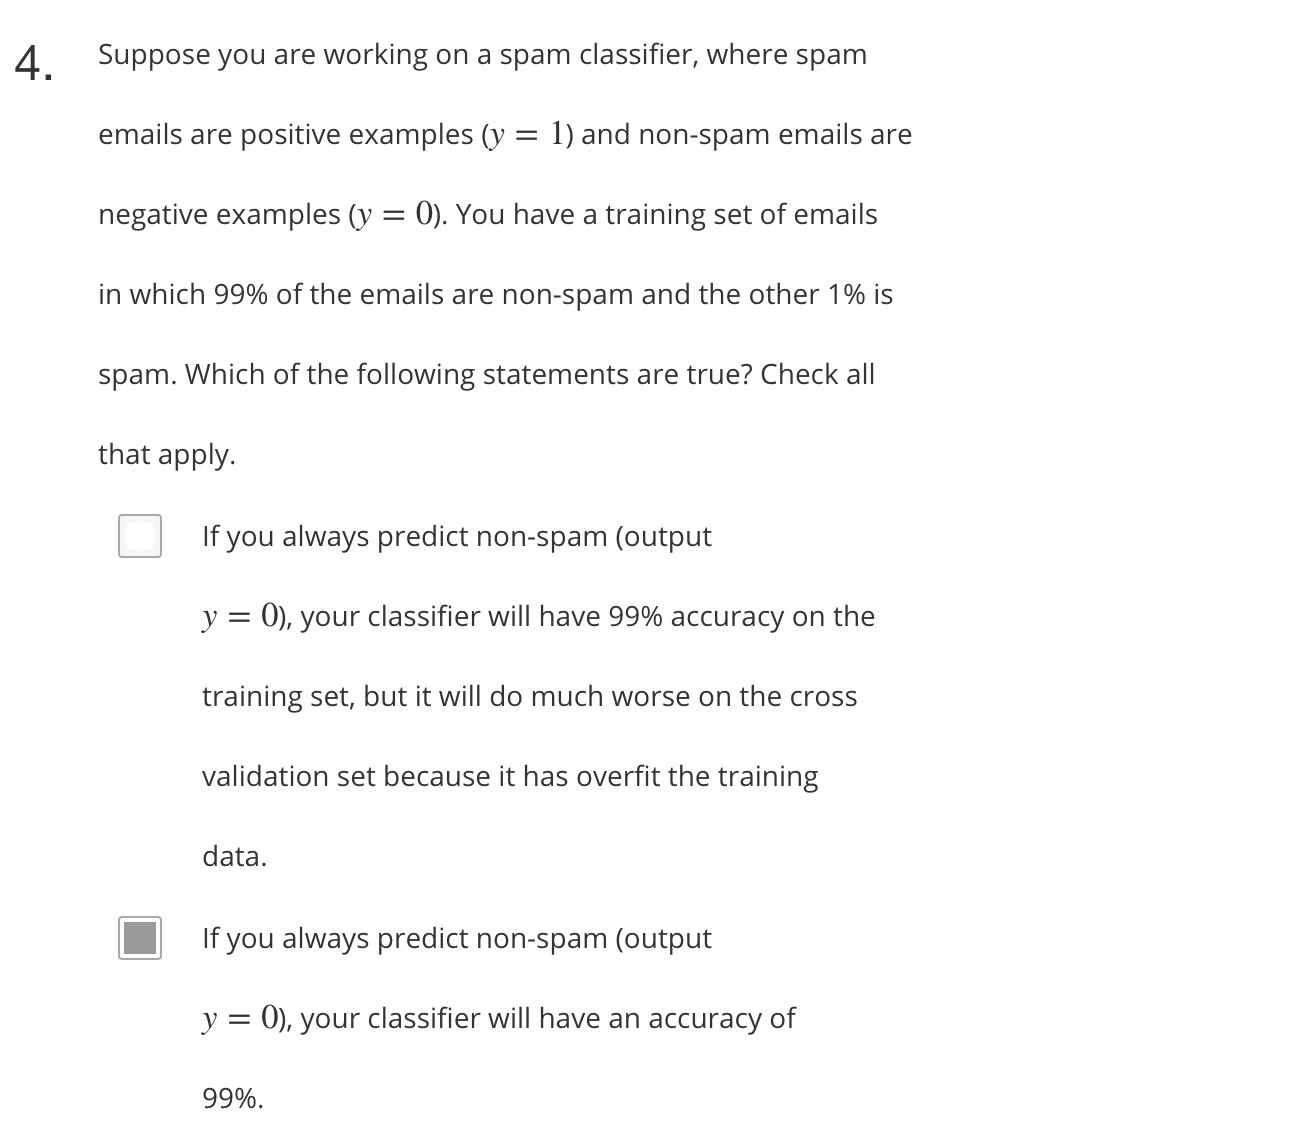 4. Suppose you are working on a spam classifier, where spam
emails are positive examples (y = 1) and non-spam emails are
negative examples (y = 0). You have a training set of emails
in which 99% of the emails are non-spam and the other 1% is
spam. Which of the following statements are true? Check all
that apply.
If you always predict non-spam (output
y = 0), your classifier will have 99% accuracy on the
training set, but it will do much worse on the cross
validation set because it has overfit the training
data.
If you always predict non-spam (output
y = 0), your classifier will have an accuracy of
99%.